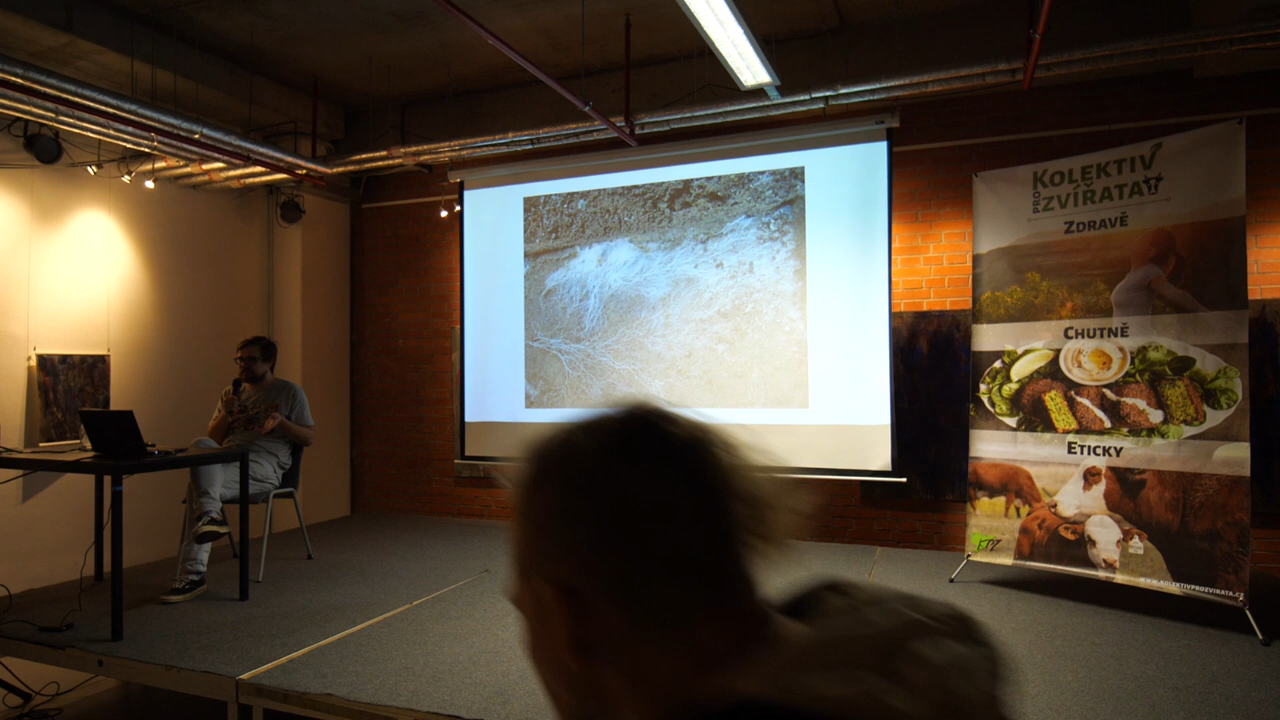 KOLEKTIV
PRO ZVÍŘATA
ZDRAVĚ
CHUTNĚ
ETICKY
KPZ
WWW.KOLEKTIVPROZVIRATA.CZ